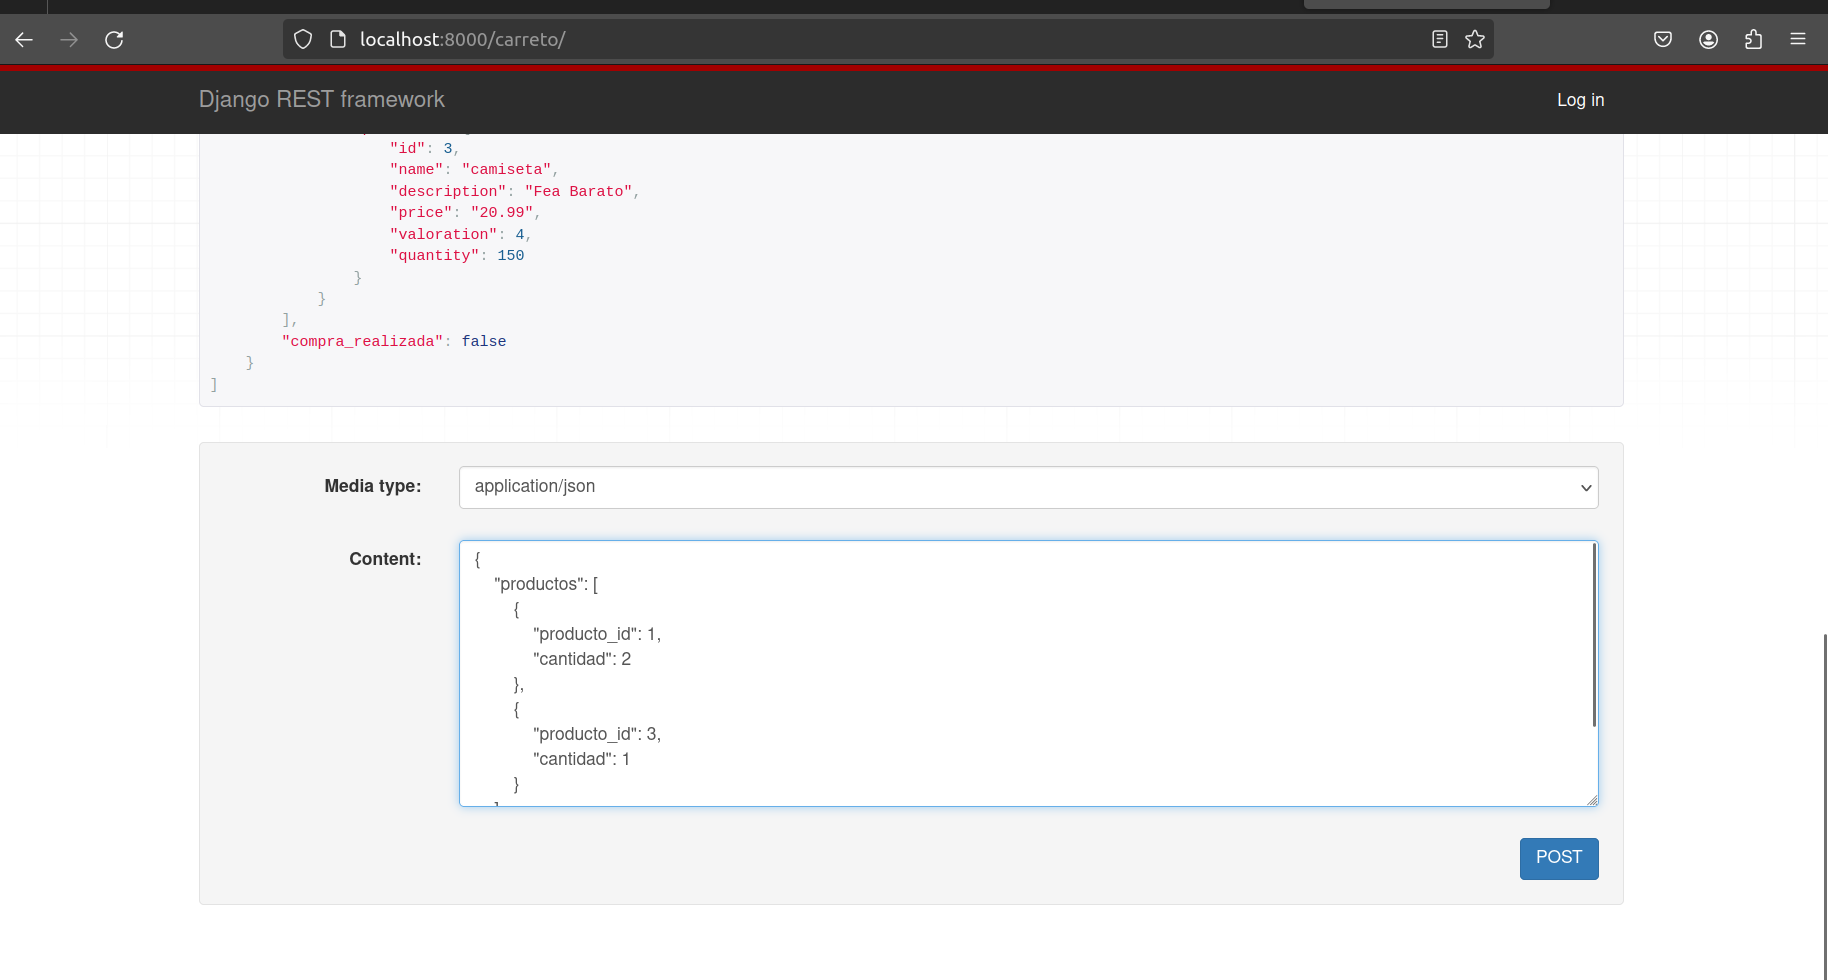 localhost:8000/carreto/
Django REST framework
Log in
"id": 3,
"name": "camiseta",
"description": "Fea Barato",
"price": "20.99",
"valoration": 4,
"quantity": 150
}
}
],
"compra_realizada": false
}
]
Media type:
application/json
Content:
{
"productos": [
{
"producto_id": 1,
"cantidad": 2
},
{
"producto_id": 3,
"cantidad": 1
}
POST